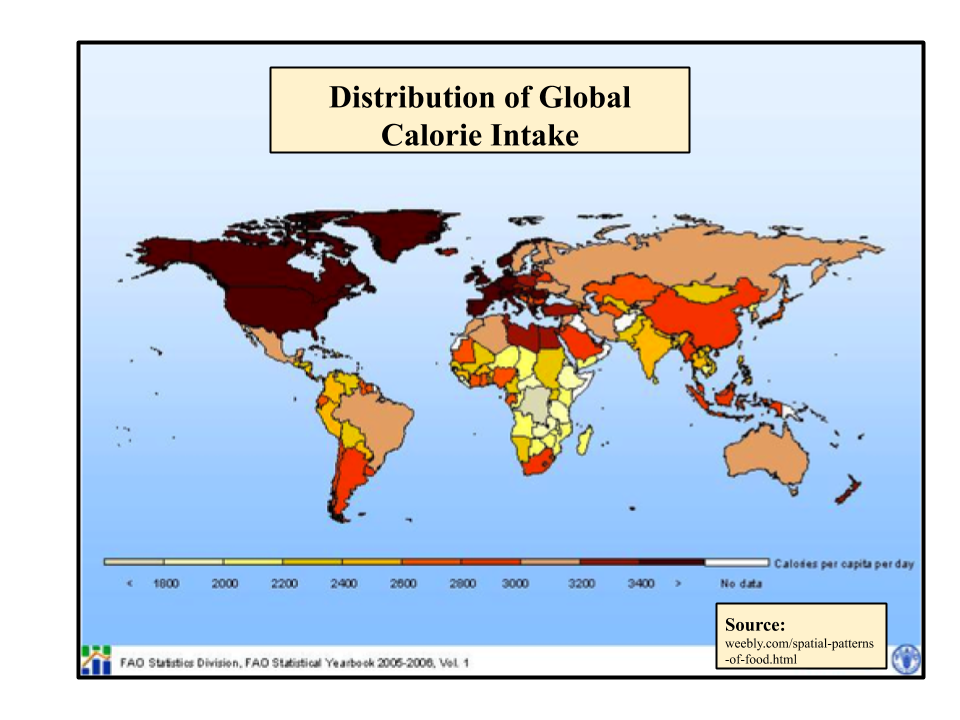 Distribution of Global
Calorie Intake
Calories per capita per day
< 1800 2000 2200 2400 2600 2800 3000 3200 3400 > No data
Source:
weebly.com/spatial-patterns
-of-food.html
FAO Statistics Division, FAO Statistical Yearbook 2005-2006, Vol. 1